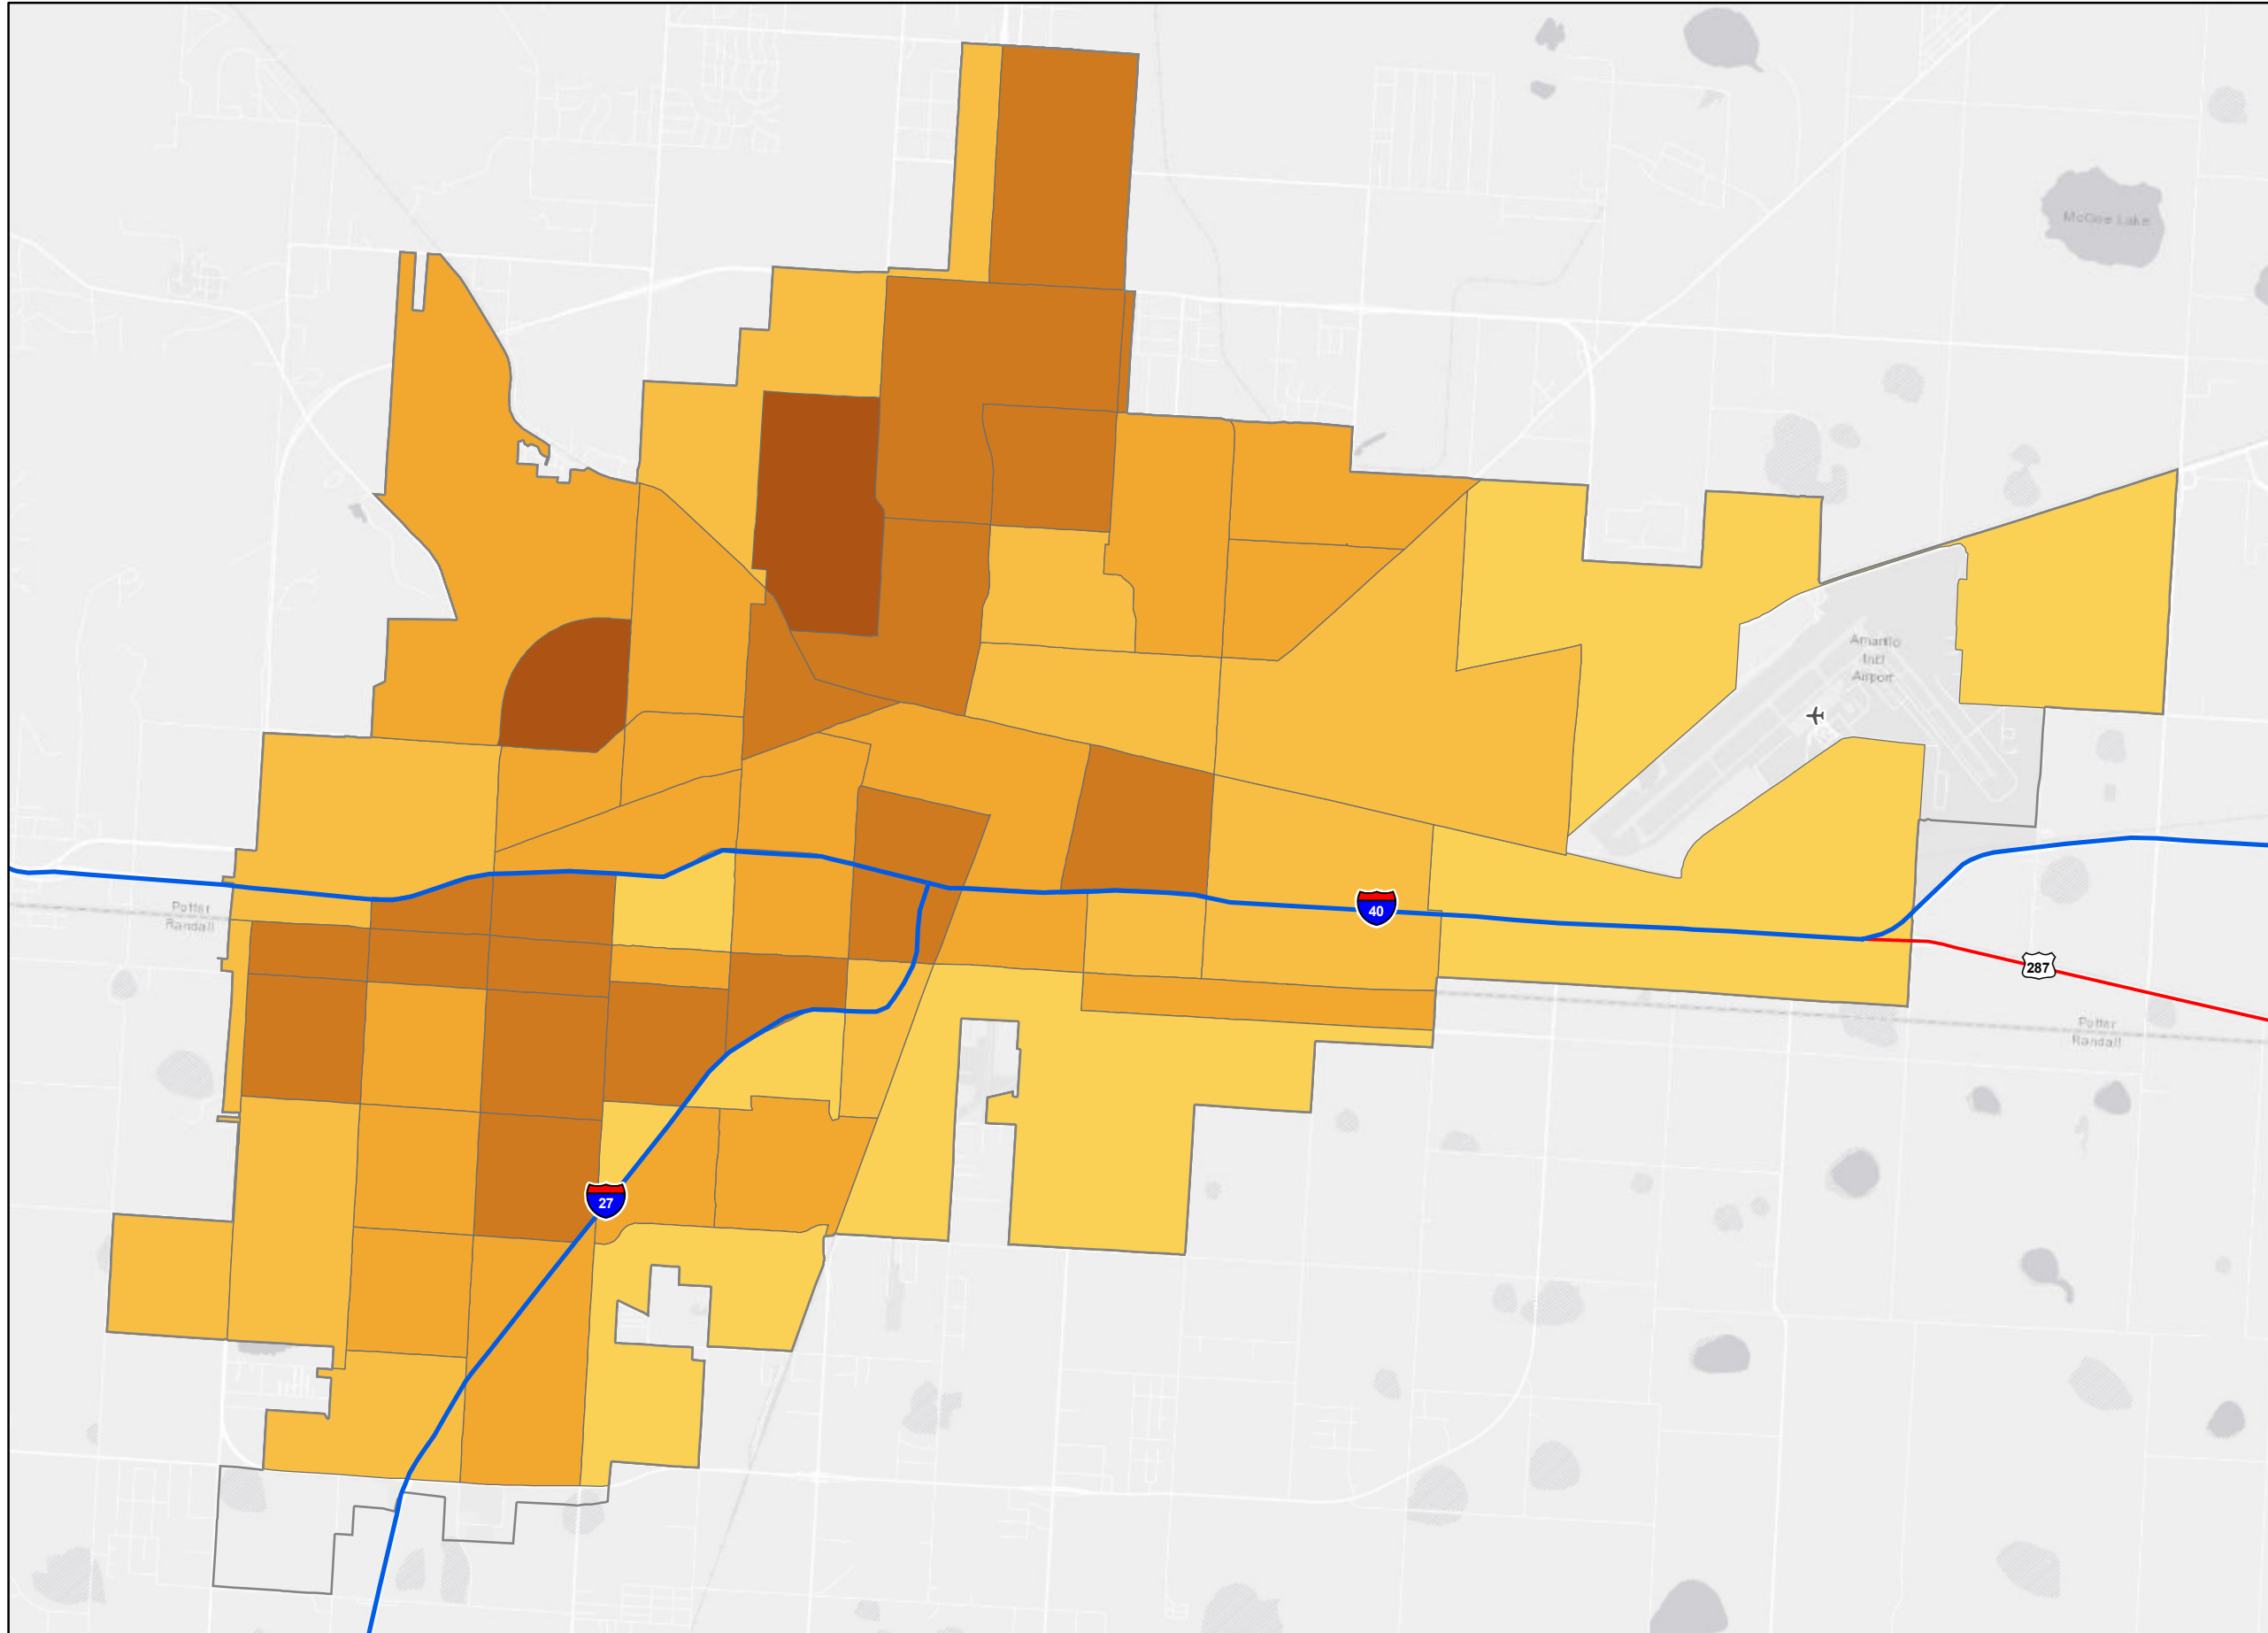 McGee Lake
Amarillo
Intl
Airport
Potter
Randall
40
287
Potter
Randall
27